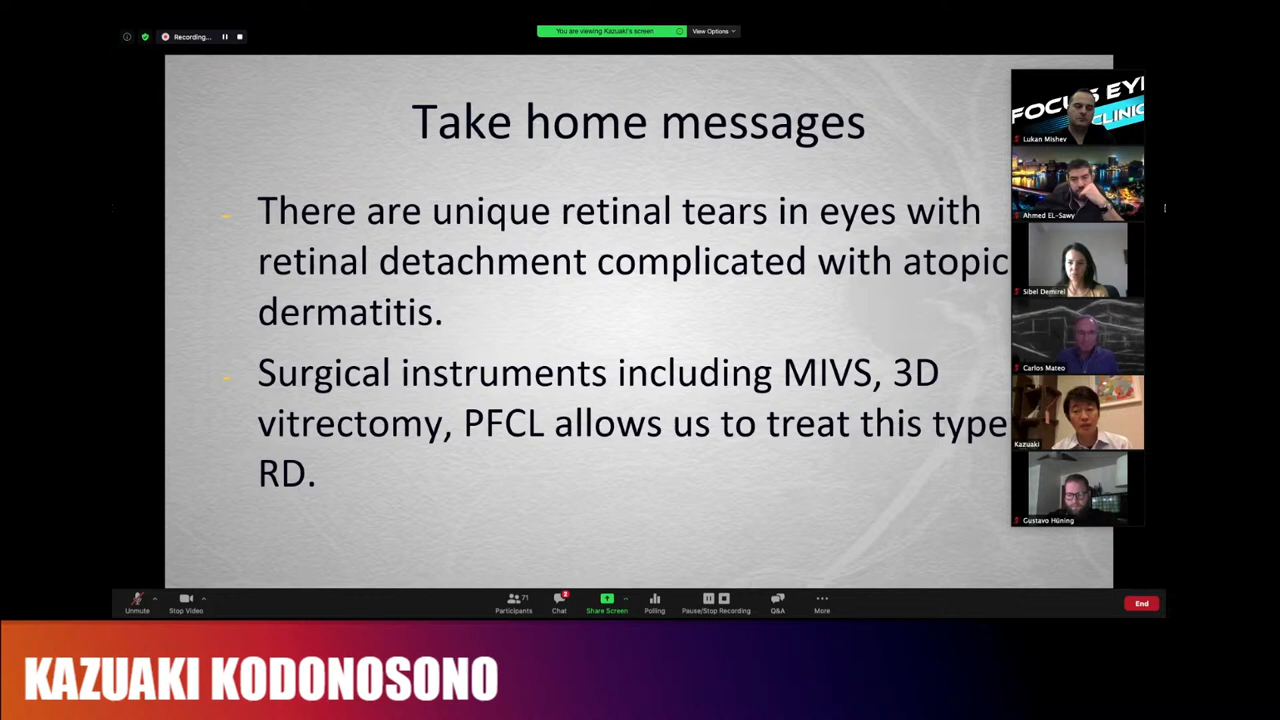 Recording...
You are viewing Kazuaki's screen
View Options
Take home messages
- There are unique retinal tears in eyes with
retinal detachment complicated with atopic
dermatitis.
- Surgical instruments including MIVS, 3D
vitrectomy, PFCL allows us to treat this type
RD.
FOCUS EYE
CLINIC
Lukan Mishev
Ahmed EL-Sawy
Sibel Demirel
Carlos Mateo
Kazuaki
Gustavo Hüning
Unmute
Stop Video
71
Participants
2
Chat
Share Screen
Polling
Pause/Stop Recording
Q&A
More
End
KAZUAKI KODONOSONO